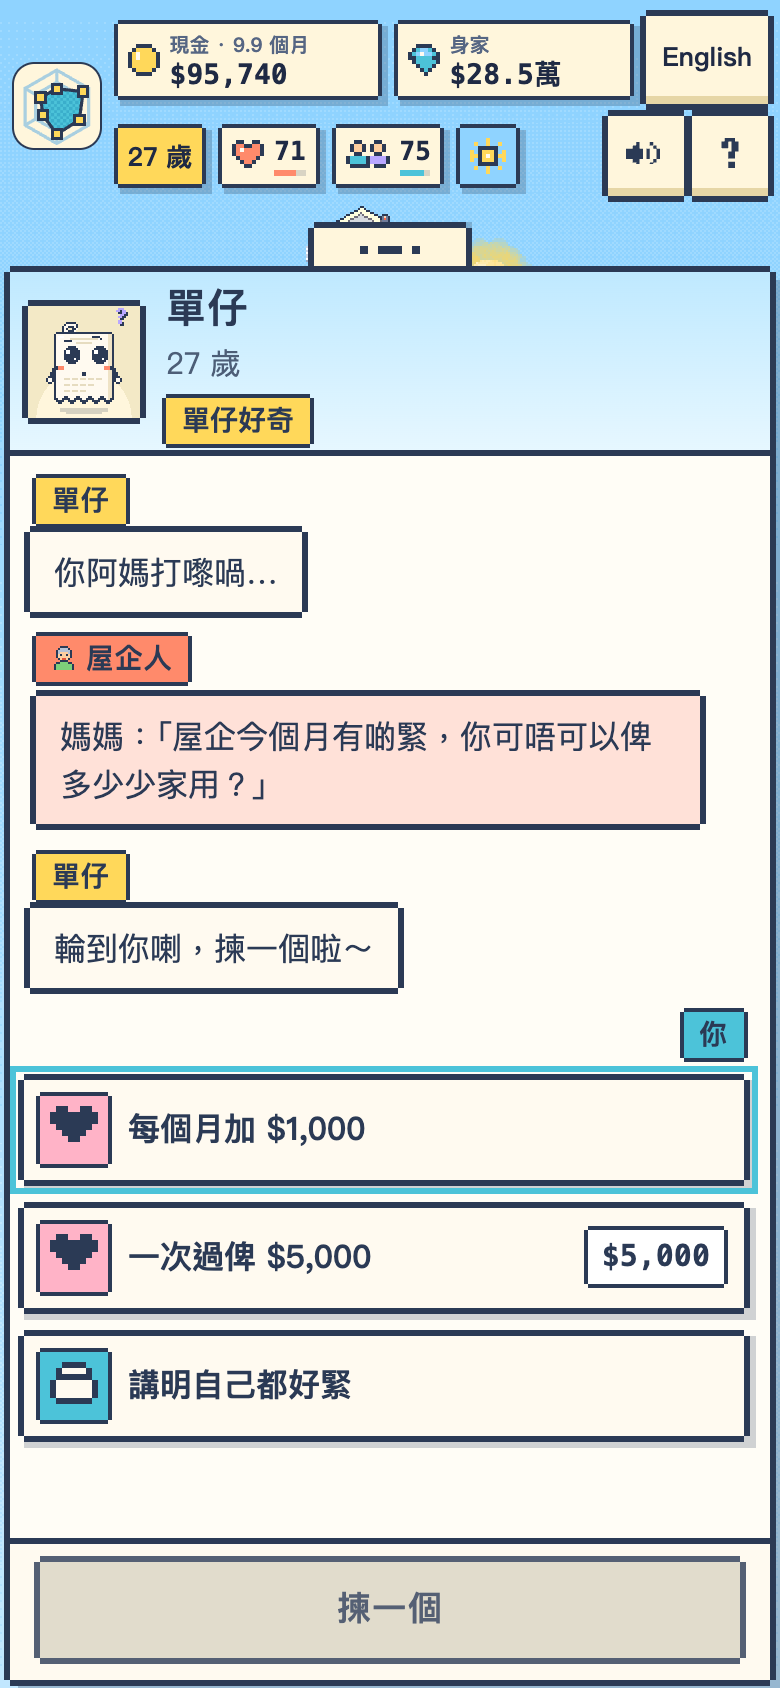 現金 · 9.9 個月
$95,740
身家
$28.5萬
English
27 歲
71
75
?
單仔
27 歲
單仔好奇
單仔
你阿媽打嚟喎...
屋企人
媽媽：「屋企今個月有啲緊，你可唔可以俾
多少少家用？」
單仔
輪到你喇，揀一個啦～
你
每個月加 $1,000
一次過俾 $5,000
$5,000
講明自己都好緊
揀一個